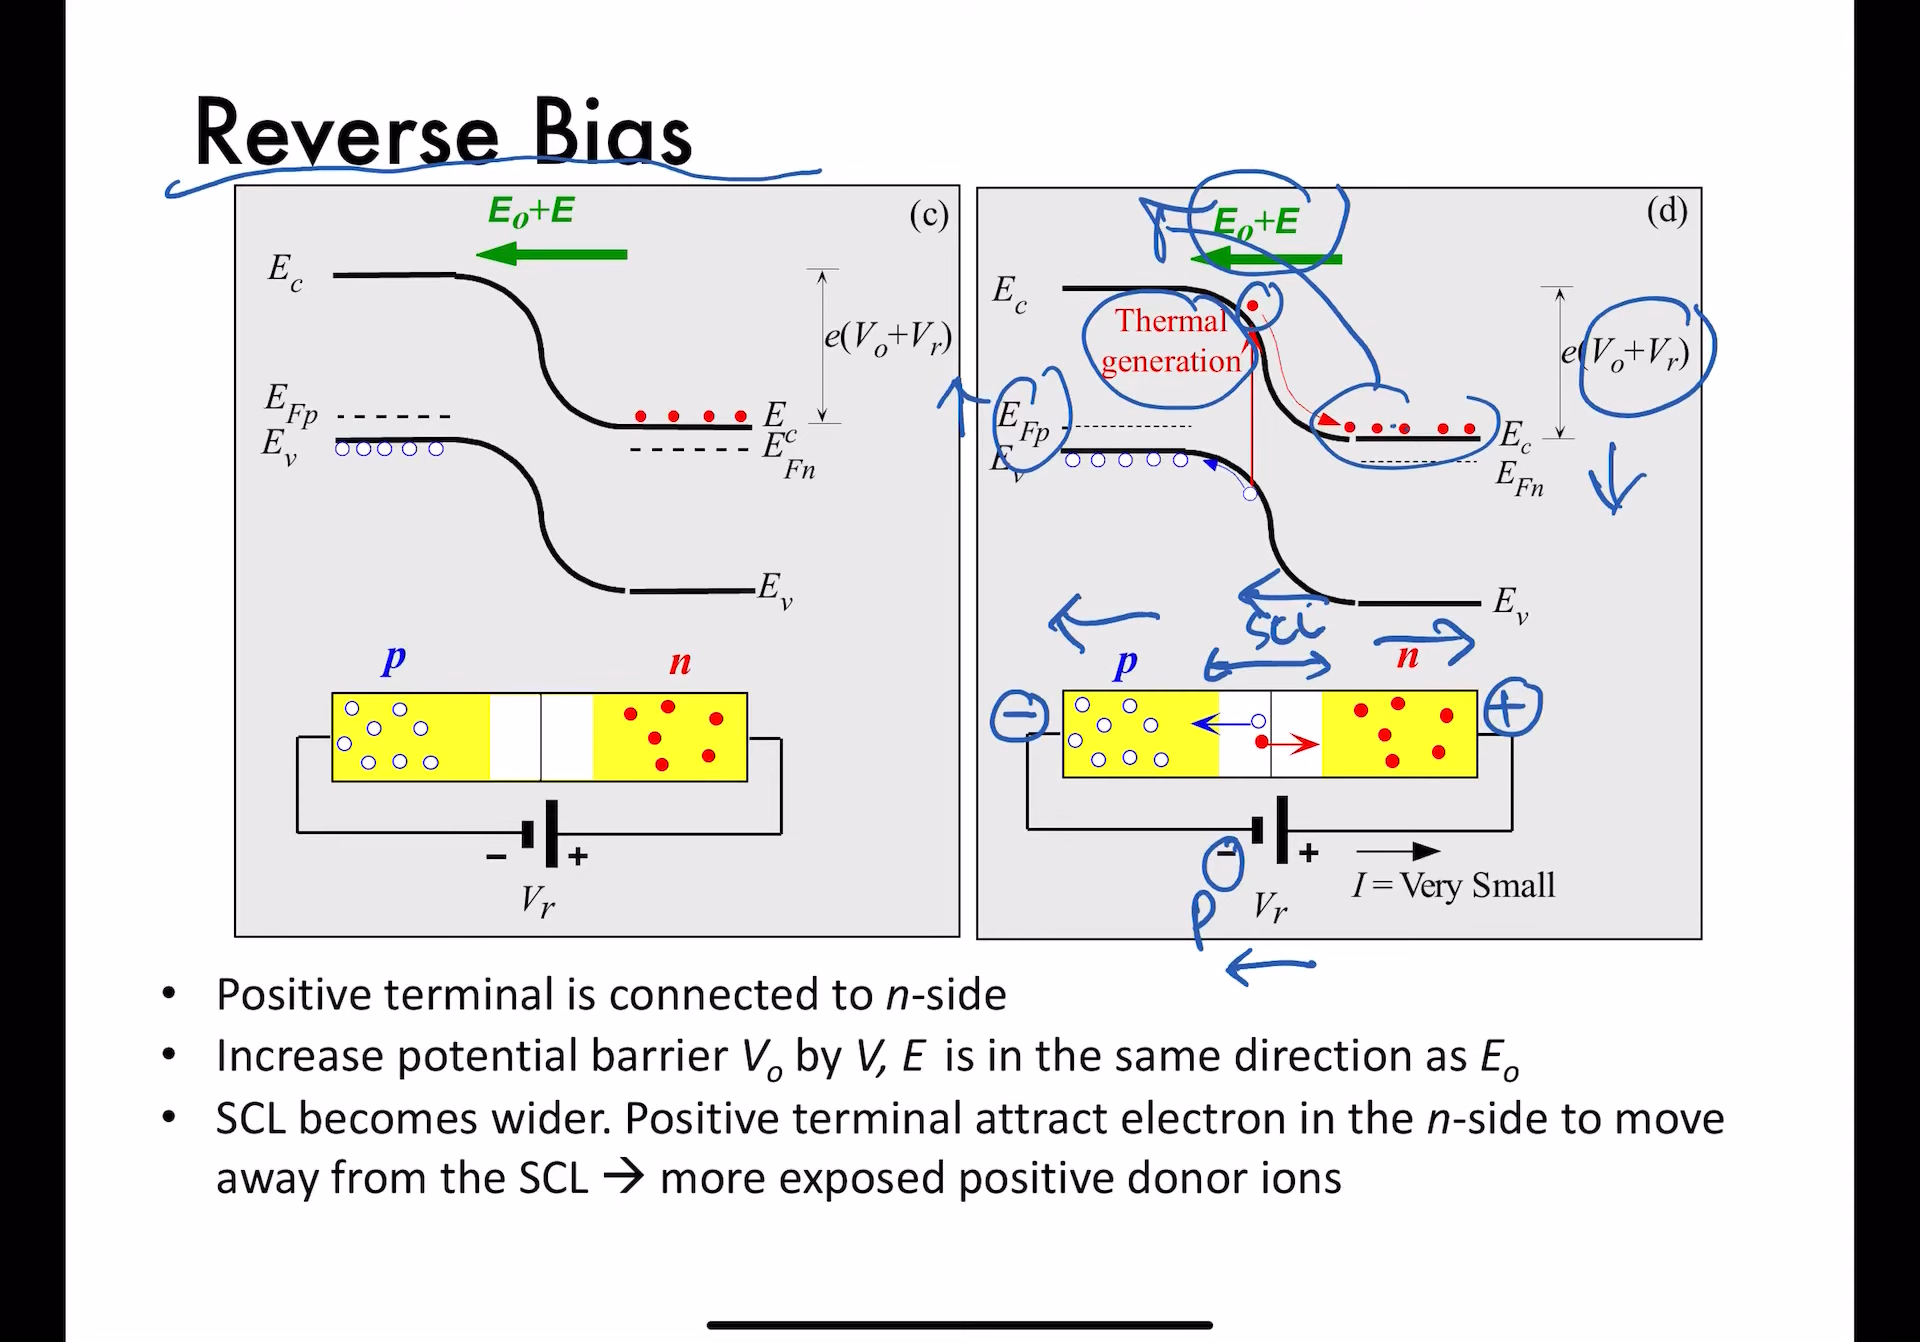 Reverse Bias
E₀+E
(c)
E_c
e(V_o+V_r)
E_Fp
E_v
E_c
E_Fn
E_v
p
n
− +
V_r
E₀+E
(d)
E_c
Thermal
generation
e(V_o+V_r)
E_Fp
E_v
E_c
E_Fn
E_v
SCL
p
n
− +
− +
I = Very Small
p
V_r
• Positive terminal is connected to n-side
• Increase potential barrier V_o by V, E is in the same direction as E_o
• SCL becomes wider. Positive terminal attract electron in the n-side to move
away from the SCL → more exposed positive donor ions